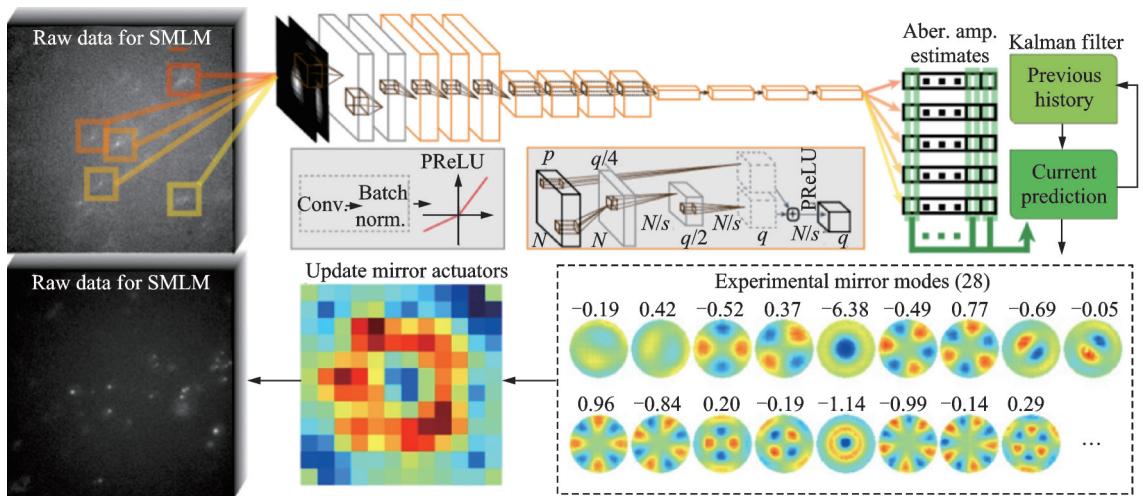 Raw data for SMLM
Aber. amp.
estimates
Kalman filter
Previous
history
Current
prediction
PReLU
Conv.
Batch
norm.
p
q/4
N
N
N/s
q/2
N/s
q
PReLU
N/s
q
Raw data for SMLM
Update mirror actuators
Experimental mirror modes (28)
−0.19 0.42 −0.52 0.37 −6.38 −0.49 0.77 −0.69 −0.05
0.96 −0.84 0.20 −0.19 −1.14 −0.99 −0.14 0.29
...